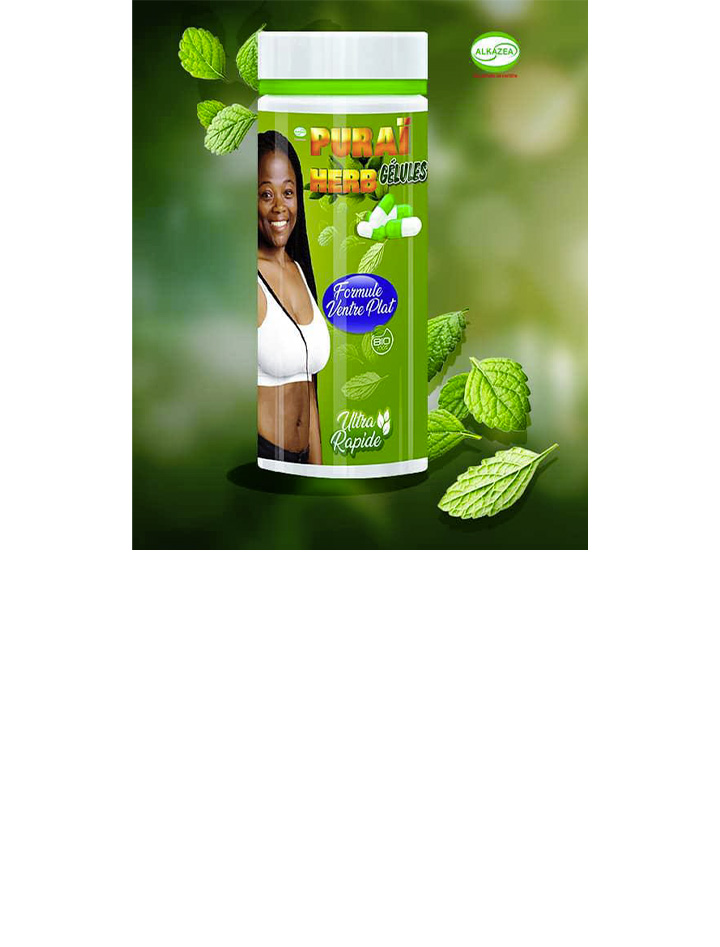 ALKAZEA
PURAÏ
HERB GÉLULES
Formule
Ventre Plat
BIO
Ultra
Rapide